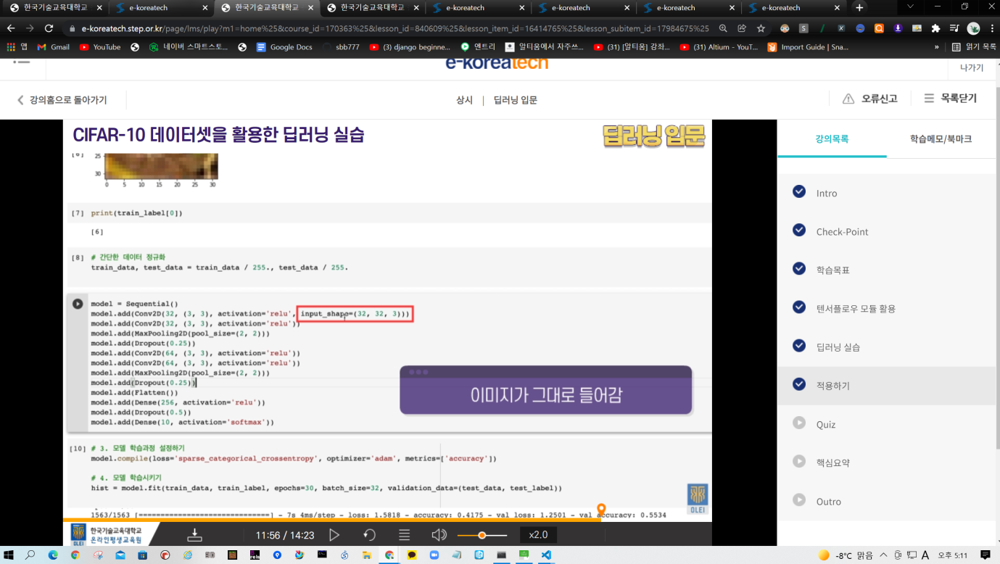 한국기술교육대학교
e-koreatech
한국기술교육대학교
한국기술교육대학교
e-koreatech
e-koreatech
e-koreatech
e-koreatech
e-koreatech.step.or.kr/page/lms/play?m1=home%25&course_id=170363%25&lesson_id=840609%25&lesson_item_id=16414765%25&lesson_subitem_id=17984675%25
앱
Gmail
YouTube
네이버 스마트스토...
Google Docs
sbb777
(3) django beginne...
엔트리
알티움에서 자주쓰...
(31) [알티움] 강좌...
(31) Altium - YouT...
Import Guide | Sna...
»
읽기 목록
e-koreatech
나가기
강의홈으로 돌아가기
상시 | 딥러닝 입문
오류신고
목록닫기
CIFAR-10 데이터셋을 활용한 딥러닝 실습
딥러닝 입문
[6]
25
30
0 5 10 15 20 25 30
[7] print(train_label[0])
[6]
[8] # 간단한 데이터 정규화
train_data, test_data = train_data / 255., test_data / 255.
model = Sequential()
model.add(Conv2D(32, (3, 3), activation='relu', input_shape=(32, 32, 3)))
model.add(Conv2D(32, (3, 3), activation='relu'))
model.add(MaxPooling2D(pool_size=(2, 2)))
model.add(Dropout(0.25))
model.add(Conv2D(64, (3, 3), activation='relu'))
model.add(Conv2D(64, (3, 3), activation='relu'))
model.add(MaxPooling2D(pool_size=(2, 2)))
model.add(Dropout(0.25))
model.add(Flatten())
model.add(Dense(256, activation='relu'))
model.add(Dropout(0.5))
model.add(Dense(10, activation='softmax'))
이미지가 그대로 들어감
[10] # 3. 모델 학습과정 설정하기
model.compile(loss='sparse_categorical_crossentropy', optimizer='adam', metrics=['accuracy'])
# 4. 모델 학습시키기
hist = model.fit(train_data, train_label, epochs=30, batch_size=32, validation_data=(test_data, test_label))
1563/1563 [==============================] - 7s 4ms/step - loss: 1.5818 - accuracy: 0.4175 - val_loss: 1.2501 - val_accuracy: 0.5534
OLEI
OLEI
한국기술교육대학교
온라인평생교육원
11:56 / 14:23
x2.0
강의목록
학습메모/북마크
Intro
Check-Point
학습목표
텐서플로우 모듈 활용
딥러닝 실습
적용하기
Quiz
핵심요약
Outro
-8°C 맑음
A
오후 5:11